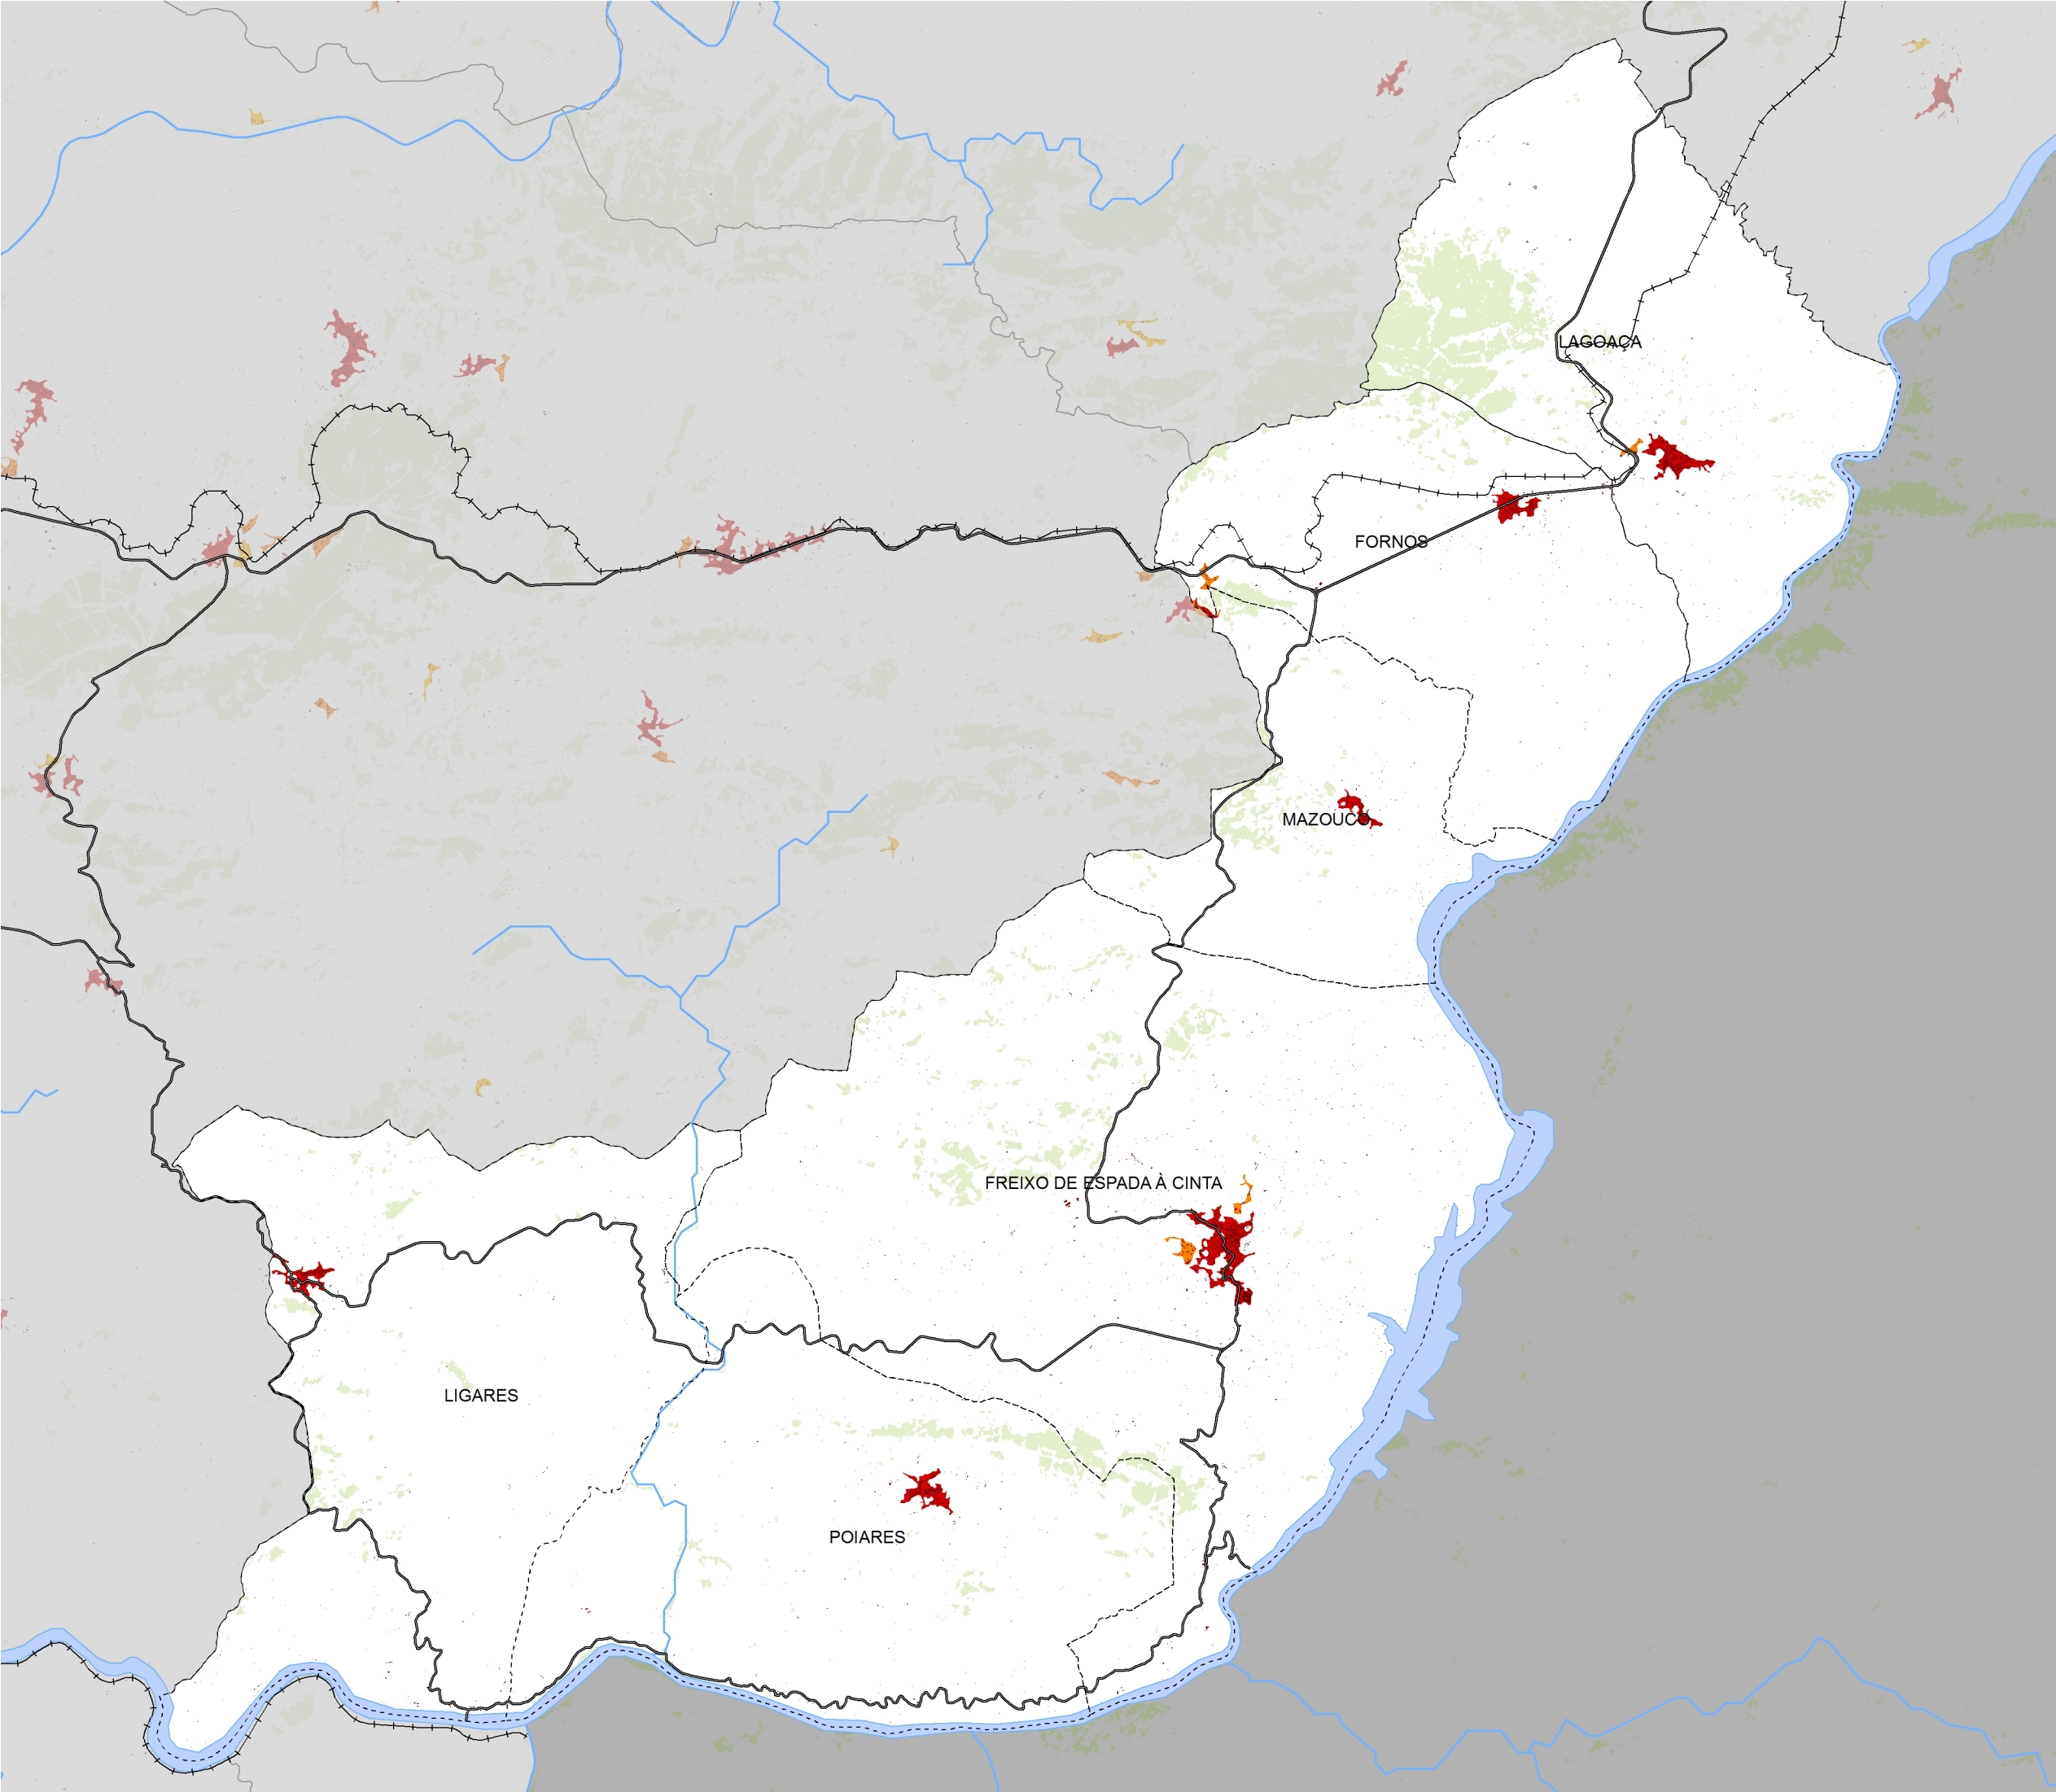 LAGOAÇA
FORNOS
MAZOUCO
FREIXO DE ESPADA À CINTA
LIGARES
POIARES